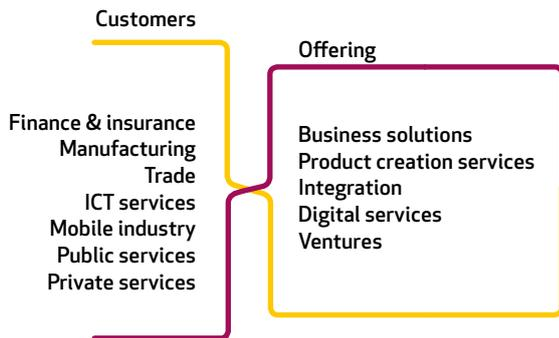 Customers
Finance & insurance
Manufacturing
Trade
ICT services
Mobile industry
Public services
Private services
Offering
Business solutions
Product creation services
Integration
Digital services
Ventures